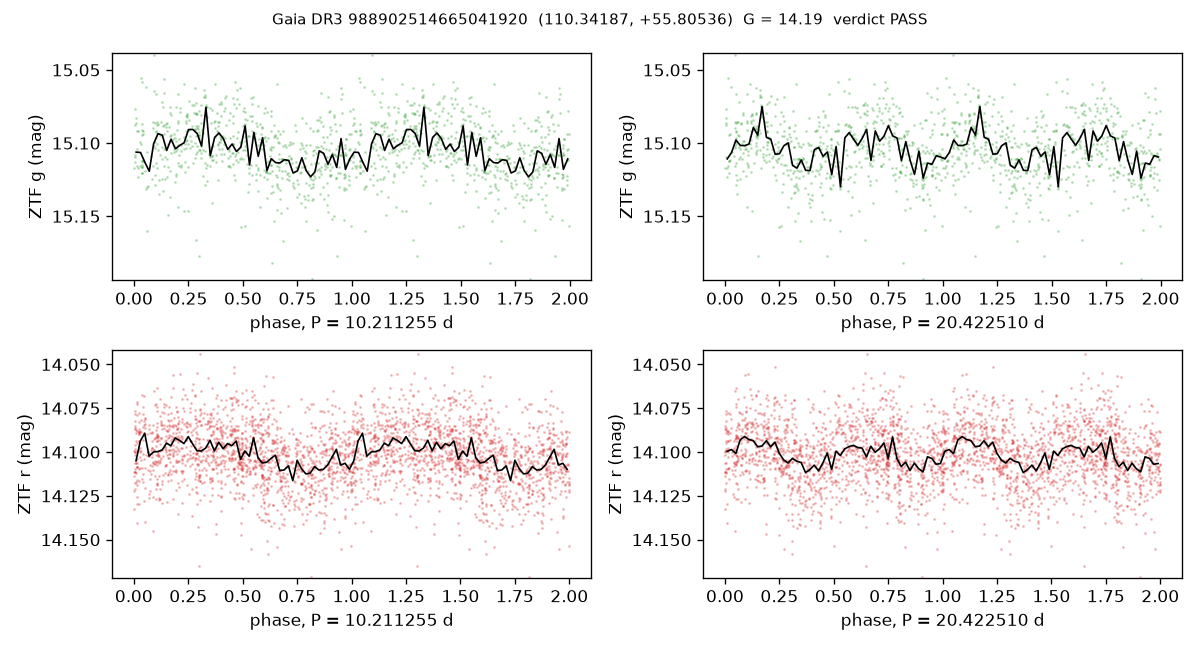 Gaia DR3 988902514665041920 (110.34187, +55.80536) G = 14.19 verdict PASS
ZTF g (mag)
15.05
15.10
15.15
0.00 0.25 0.50 0.75 1.00 1.25 1.50 1.75 2.00
phase, P = 10.211255 d
ZTF g (mag)
15.05
15.10
15.15
0.00 0.25 0.50 0.75 1.00 1.25 1.50 1.75 2.00
phase, P = 20.422510 d
ZTF r (mag)
14.050
14.075
14.100
14.125
14.150
0.00 0.25 0.50 0.75 1.00 1.25 1.50 1.75 2.00
phase, P = 10.211255 d
ZTF r (mag)
14.050
14.075
14.100
14.125
14.150
0.00 0.25 0.50 0.75 1.00 1.25 1.50 1.75 2.00
phase, P = 20.422510 d